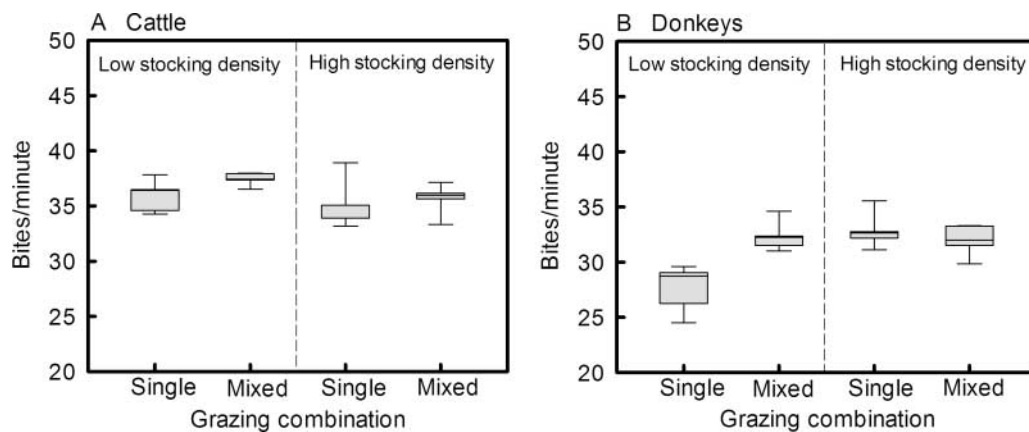 A Cattle
50
45
40
35
30
25
20
Bites/minute
Low stocking density
High stocking density
Single
Mixed
Single
Mixed
Grazing combination
B Donkeys
50
45
40
35
30
25
20
Bites/minute
Low stocking density
High stocking density
Single
Mixed
Single
Mixed
Grazing combination